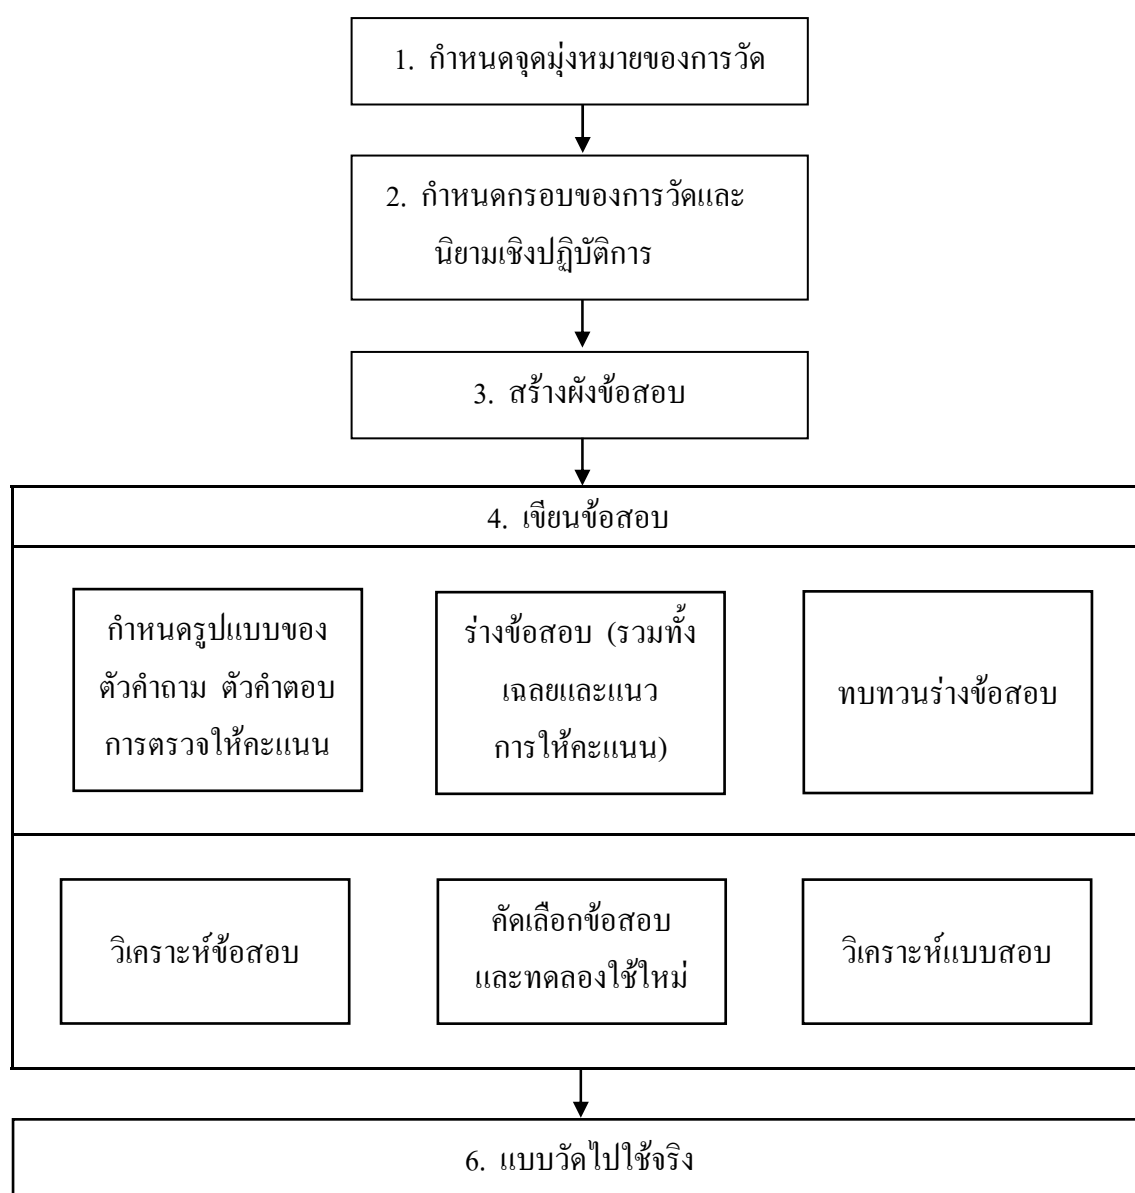 1. กำหนดจุดมุ่งหมายของการวัด
2. กำหนดกรอบของการวัดและ
นิยามเชิงปฏิบัติการ
3. สร้างผังข้อสอบ
4. เขียนข้อสอบ
กำหนดรูปแบบของ
ตัวคำถาม ตัวคำตอบ
การตรวจให้คะแนน
ร่างข้อสอบ (รวมทั้ง
เฉลยและแนว
การให้คะแนน)
ทบทวนร่างข้อสอบ
วิเคราะห์ข้อสอบ
คัดเลือกข้อสอบ
และทดลองใช้ใหม่
วิเคราะห์แบบสอบ
6. แบบวัดไปใช้จริง